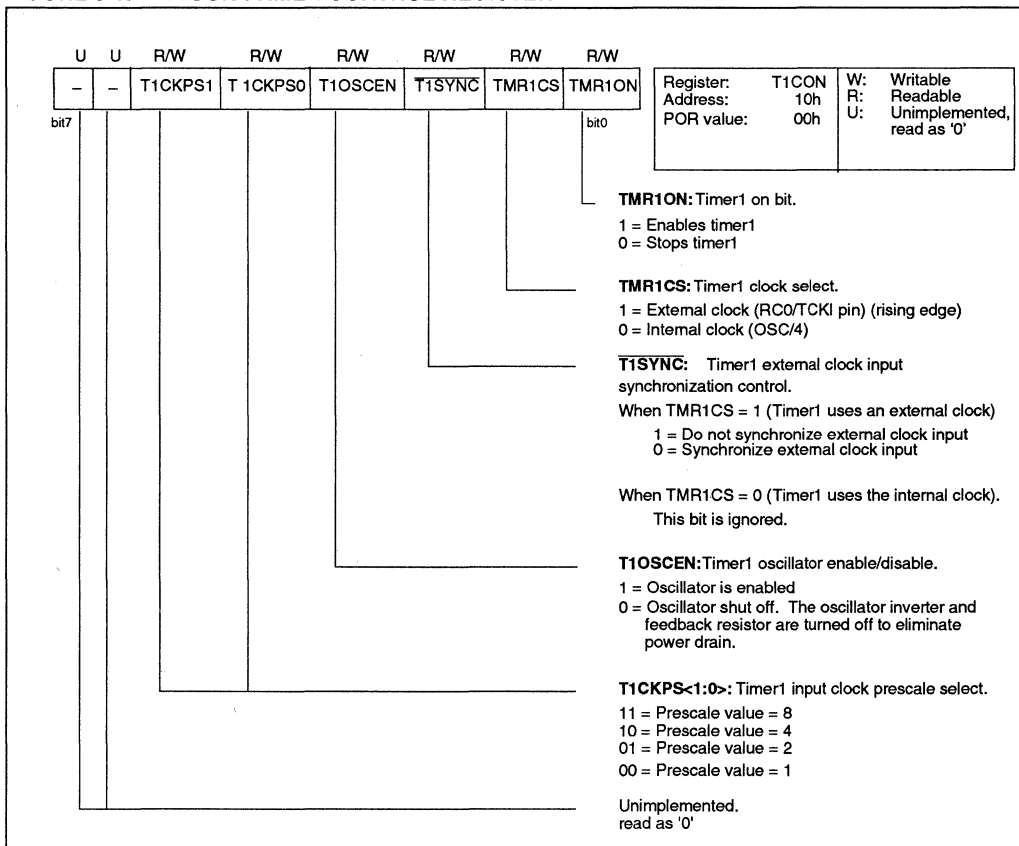 U U R/W R/W R/W R/W R/W R/W
– – T1CKPS1 T 1CKPS0 T1OSCEN T1SYNC TMR1CS TMR1ON
bit7 bit0
Register: T1CON
Address: 10h
POR value: 00h
W: Writable
R: Readable
U: Unimplemented,
read as '0'
TMR1ON: Timer1 on bit.
1 = Enables timer1
0 = Stops timer1
TMR1CS: Timer1 clock select.
1 = External clock (RC0/TCKI pin) (rising edge)
0 = Internal clock (OSC/4)
T1SYNC: Timer1 external clock input
synchronization control.
When TMR1CS = 1 (Timer1 uses an external clock)
1 = Do not synchronize external clock input
0 = Synchronize external clock input
When TMR1CS = 0 (Timer1 uses the internal clock).
This bit is ignored.
T1OSCEN: Timer1 oscillator enable/disable.
1 = Oscillator is enabled
0 = Oscillator shut off. The oscillator inverter and
feedback resistor are turned off to eliminate
power drain.
T1CKPS<1:0>: Timer1 input clock prescale select.
11 = Prescale value = 8
10 = Prescale value = 4
01 = Prescale value = 2
00 = Prescale value = 1
Unimplemented.
read as '0'